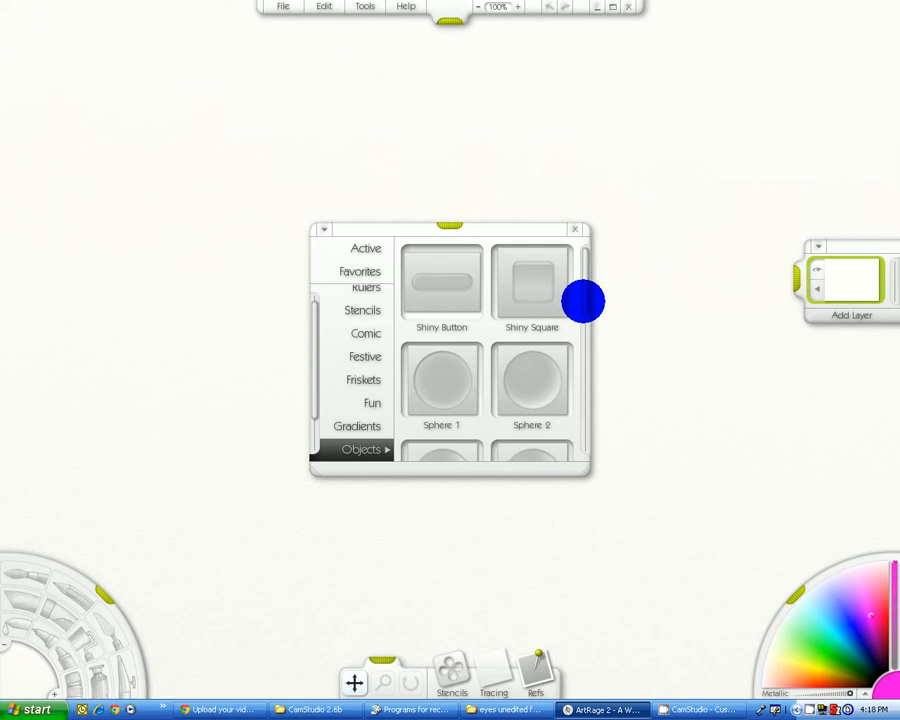 File Edit Tools Help - 100% +
Active
Favorites
Rulers
Stencils
Comic
Festive
Friskets
Fun
Gradients
Objects
Shiny Button
Shiny Square
Sphere 1
Sphere 2
Add Layer
Stencils Tracing Refs
Metallic
start
Upload your vid...
CamStudio 2.6b
Programs for rec...
eyes unedited f...
ArtRage 2 - A W...
CamStudio - Cus...
4:18 PM